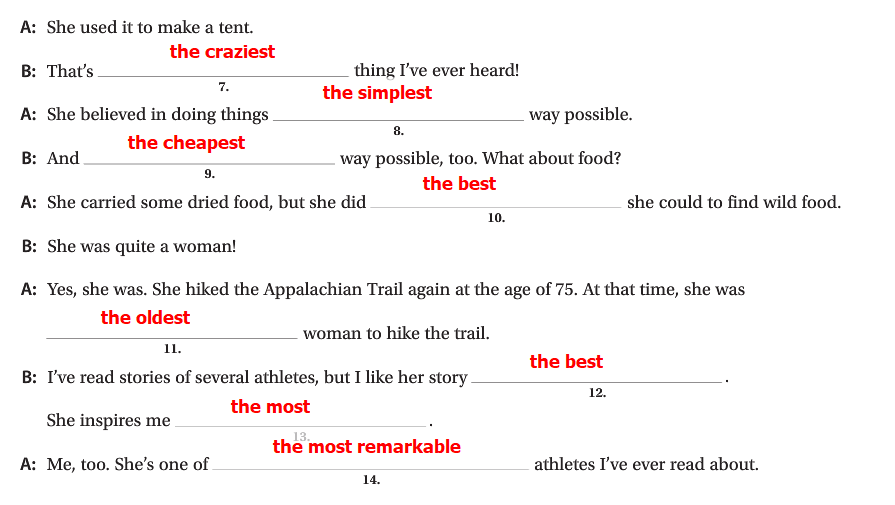 A: She used it to make a tent.
B: That's the craziest thing I've ever heard!
7.
A: She believed in doing things the simplest way possible.
8.
B: And the cheapest way possible, too. What about food?
9.
A: She carried some dried food, but she did the best she could to find wild food.
10.
B: She was quite a woman!
A: Yes, she was. She hiked the Appalachian Trail again at the age of 75. At that time, she was
the oldest woman to hike the trail.
11.
B: I've read stories of several athletes, but I like her story the best .
12.
She inspires me the most .
13.
A: Me, too. She's one of the most remarkable athletes I've ever read about.
14.